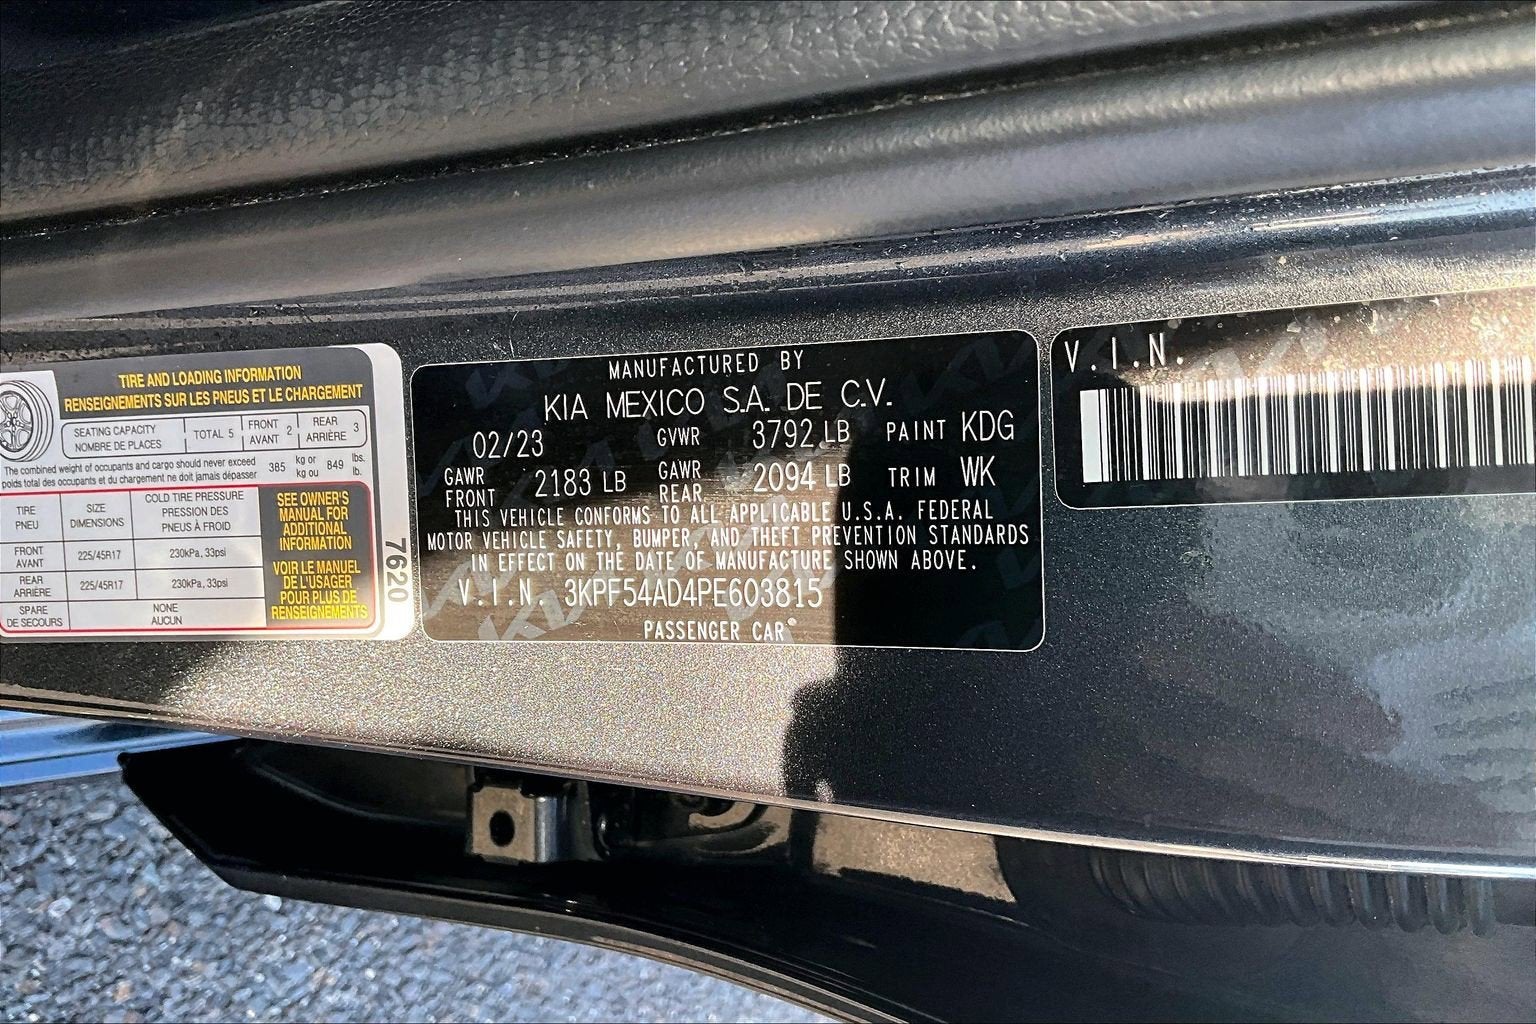 TIRE AND LOADING INFORMATION
RENSEIGNEMENTS SUR LES PNEUS ET LE CHARGEMENT
SEATING CAPACITY
NOMBRE DE PLACES
TOTAL 5
FRONT
AVANT 2
REAR
ARRIÈRE 3
The combined weight of occupants and cargo should never exceed
poids total des occupants et du chargement ne doit jamais dépasser
385 kg or
kg ou
849 lbs.
lb.
TIRE
PNEU
SIZE
DIMENSIONS
COLD TIRE PRESSURE
PRESSION DES
PNEUS À FROID
FRONT
AVANT
225/45R17
230kPa, 33psi
REAR
ARRIÈRE
225/45R17
230kPa, 33psi
SPARE
DE SECOURS
NONE
AUCUN
SEE OWNER'S
MANUAL FOR
ADDITIONAL
INFORMATION
VOIR LE MANUEL
DE L'USAGER
POUR PLUS DE
RENSEIGNEMENTS
7620
MANUFACTURED BY
KIA MEXICO S.A. DE C.V.
02/23 GVWR 3792 LB PAINT KDG
GAWR
FRONT 2183 LB
GAWR
REAR 2094 LB TRIM WK
THIS VEHICLE CONFORMS TO ALL APPLICABLE U.S.A. FEDERAL
MOTOR VEHICLE SAFETY, BUMPER, AND THEFT PREVENTION STANDARDS
IN EFFECT ON THE DATE OF MANUFACTURE SHOWN ABOVE.
V.I.N. 3KPF54AD4PE603815
PASSENGER CAR
V.I.N.